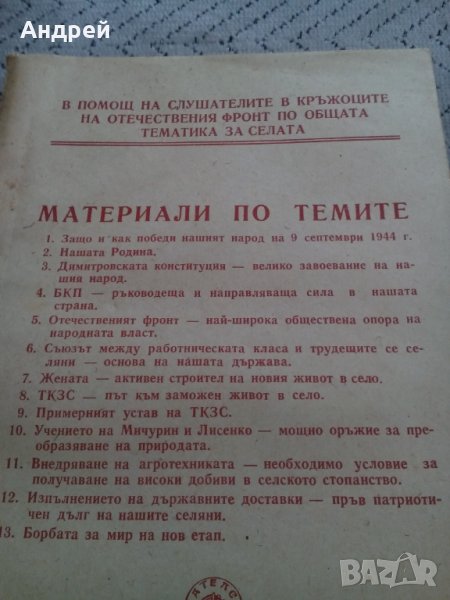 Андрей
В ПОМОЩ НА СЛУШАТЕЛИТЕ В КРЪЖОЦИТЕ
НА ОТЕЧЕСТВЕНИЯ ФРОНТ ПО ОБЩАТА
ТЕМАТИКА ЗА СЕЛАТА
МАТЕРИАЛИ ПО ТЕМИТЕ
1. Защо и как победи нашият народ на 9 септември 1944 г.
2. Нашата Родина.
3. Димитровската конституция — велико завоевание на на-
шия народ.
4. БКП — ръководеща и направляваща сила в нашата
страна.
5. Отечественият фронт — най-широка обществена опора на
народната власт.
6. Съюзът между работническата класа и трудещите се се-
ляни — основа на нашата държава.
7. Жената — активен строител на новия живот в село.
8. ТКЗС — път към заможен живот в село.
9. Примерният устав на ТКЗС.
10. Учението на Мичурин и Лисенко — мощно оръжие за пре-
образяване на природата.
11. Внедряване на агротехниката — необходимо условие за
получаване на високи добиви в селското стопанство.
12. Изпълнението на държавните доставки — пръв патриоти-
чен дълг на нашите селяни.
13. Борбата за мир на нов етап.
BAZAR.bg